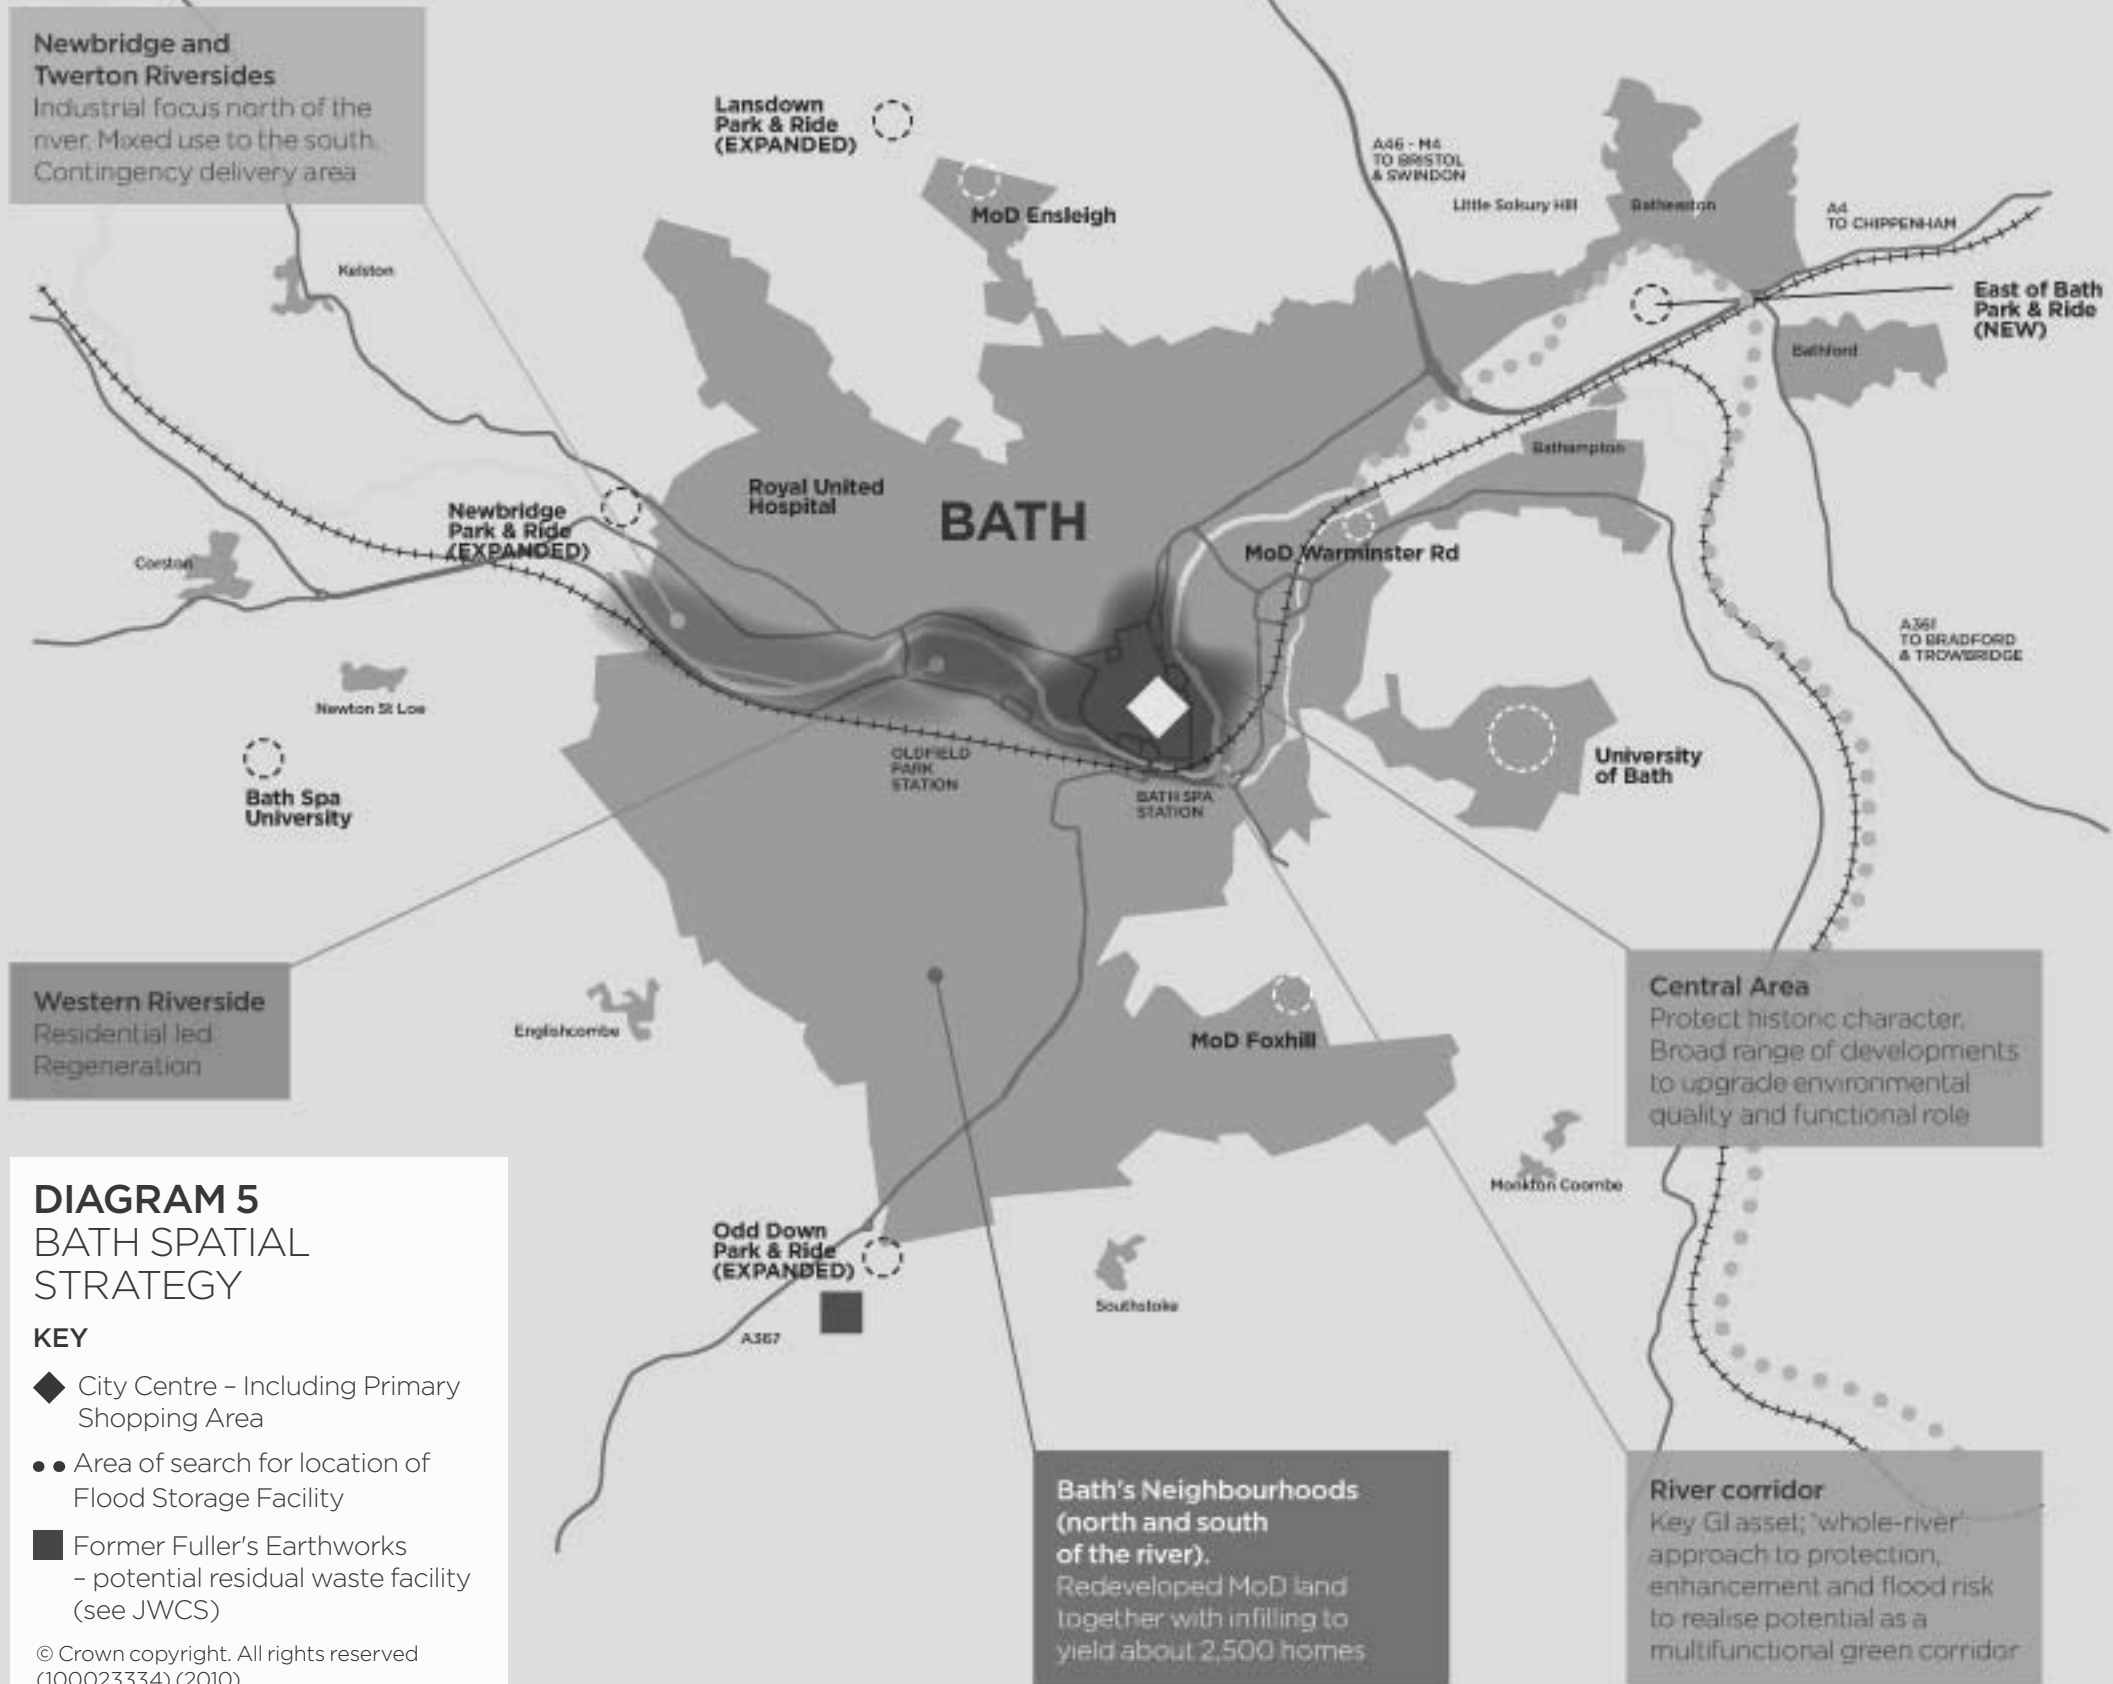 Newbridge and
Twerton Riversides
Industrial focus north of the
river. Mixed use to the south.
Contingency delivery area
Lansdown
Park & Ride
(EXPANDED)
MoD Ensleigh
A46 - M4
TO BRISTOL
& SWINDON
Little Solsury Hill
Batheaston
A4
TO CHIPPENHAM
East of Bath
Park & Ride
(NEW)
Bathford
Kelston
Bathampton
Royal United
Hospital
BATH
Newbridge
Park & Ride
(EXPANDED)
MoD Warminster Rd
Corston
A361
TO BRADFORD
& TROWBRIDGE
Newton St Loe
Bath Spa
University
OLDFIELD
PARK
STATION
BATH SPA
STATION
University
of Bath
Western Riverside
Residential led
Regeneration
Englishcombe
MoD Foxhill
Central Area
Protect historic character.
Broad range of developments
to upgrade environmental
quality and functional role
Monkton Coombe
Odd Down
Park & Ride
(EXPANDED)
Southstoke
A367
DIAGRAM 5
BATH SPATIAL
STRATEGY
KEY
City Centre – Including Primary
Shopping Area
Area of search for location of
Flood Storage Facility
Former Fuller's Earthworks
– potential residual waste facility
(see JWCS)
© Crown copyright. All rights reserved
(100023334) (2010)
Bath's Neighbourhoods
(north and south
of the river).
Redeveloped MoD land
together with infilling to
yield about 2,500 homes
River corridor
Key GI asset; 'whole-river'
approach to protection,
enhancement and flood risk
to realise potential as a
multifunctional green corridor